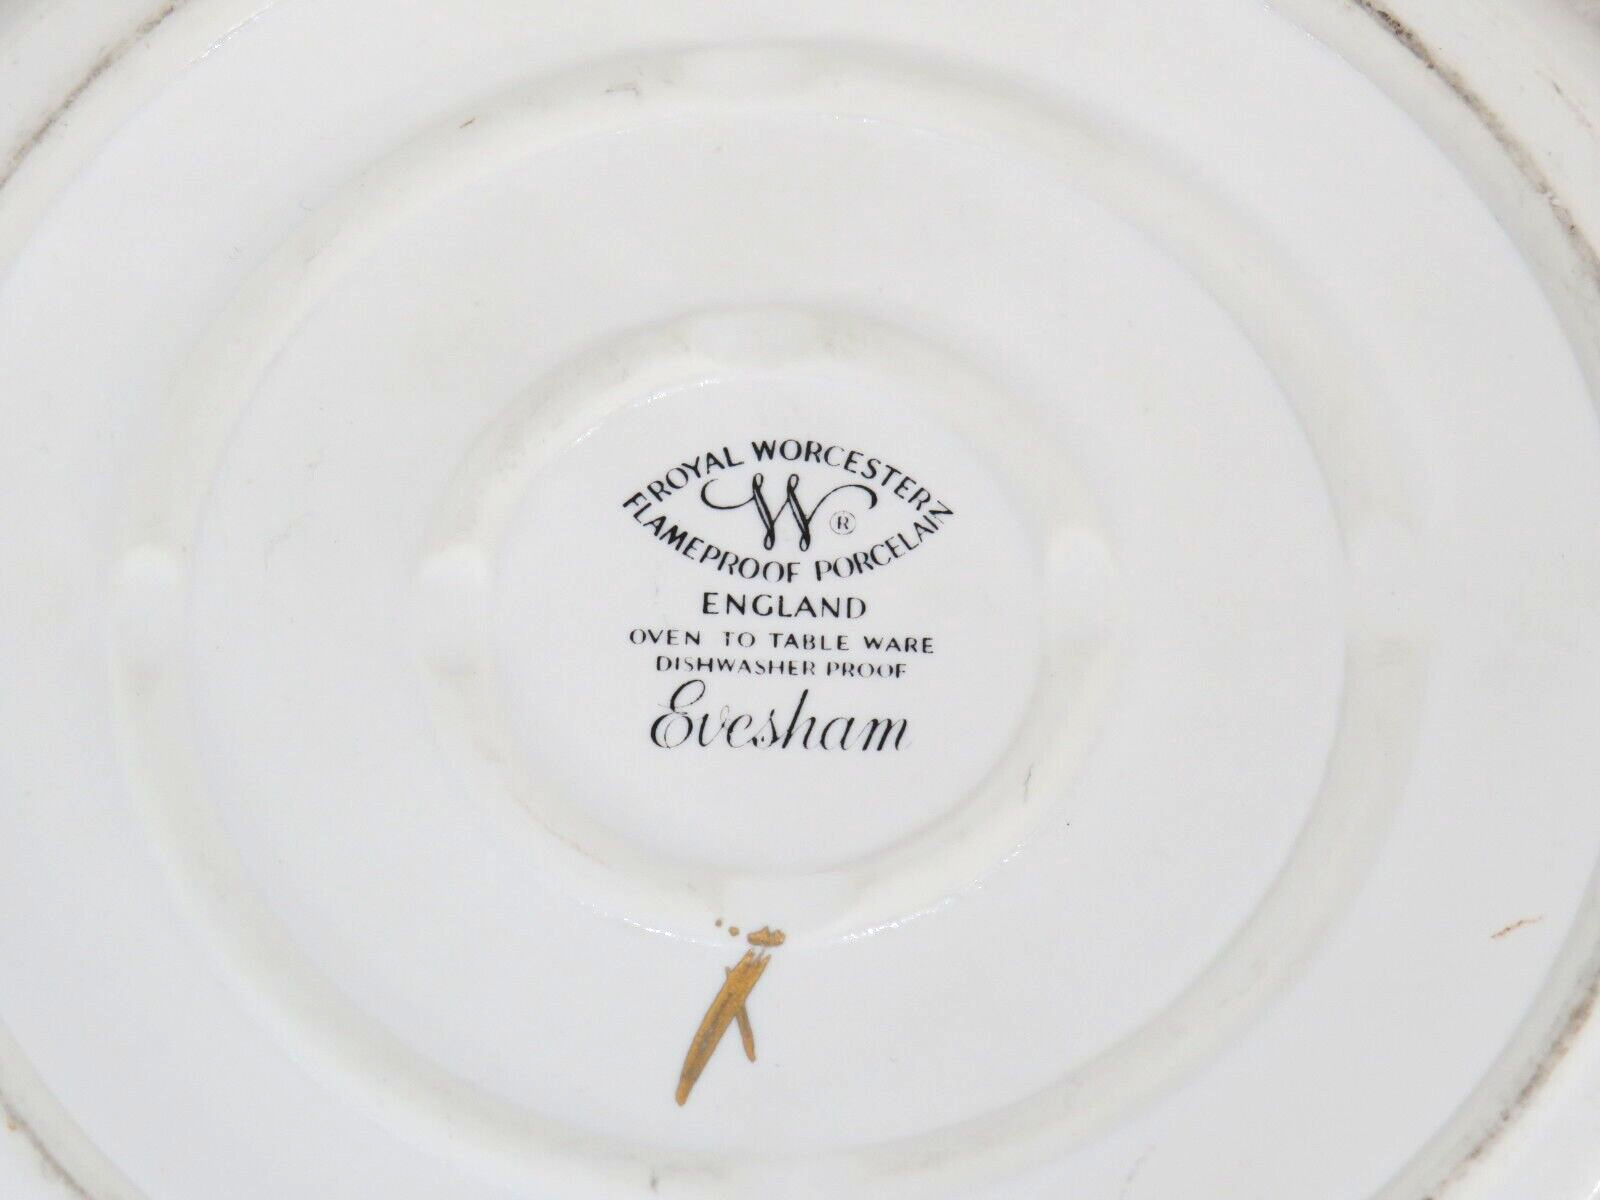 ROYAL WORCESTER
W ®
FLAMEPROOF PORCELAIN
ENGLAND
OVEN TO TABLE WARE
DISHWASHER PROOF
Evesham